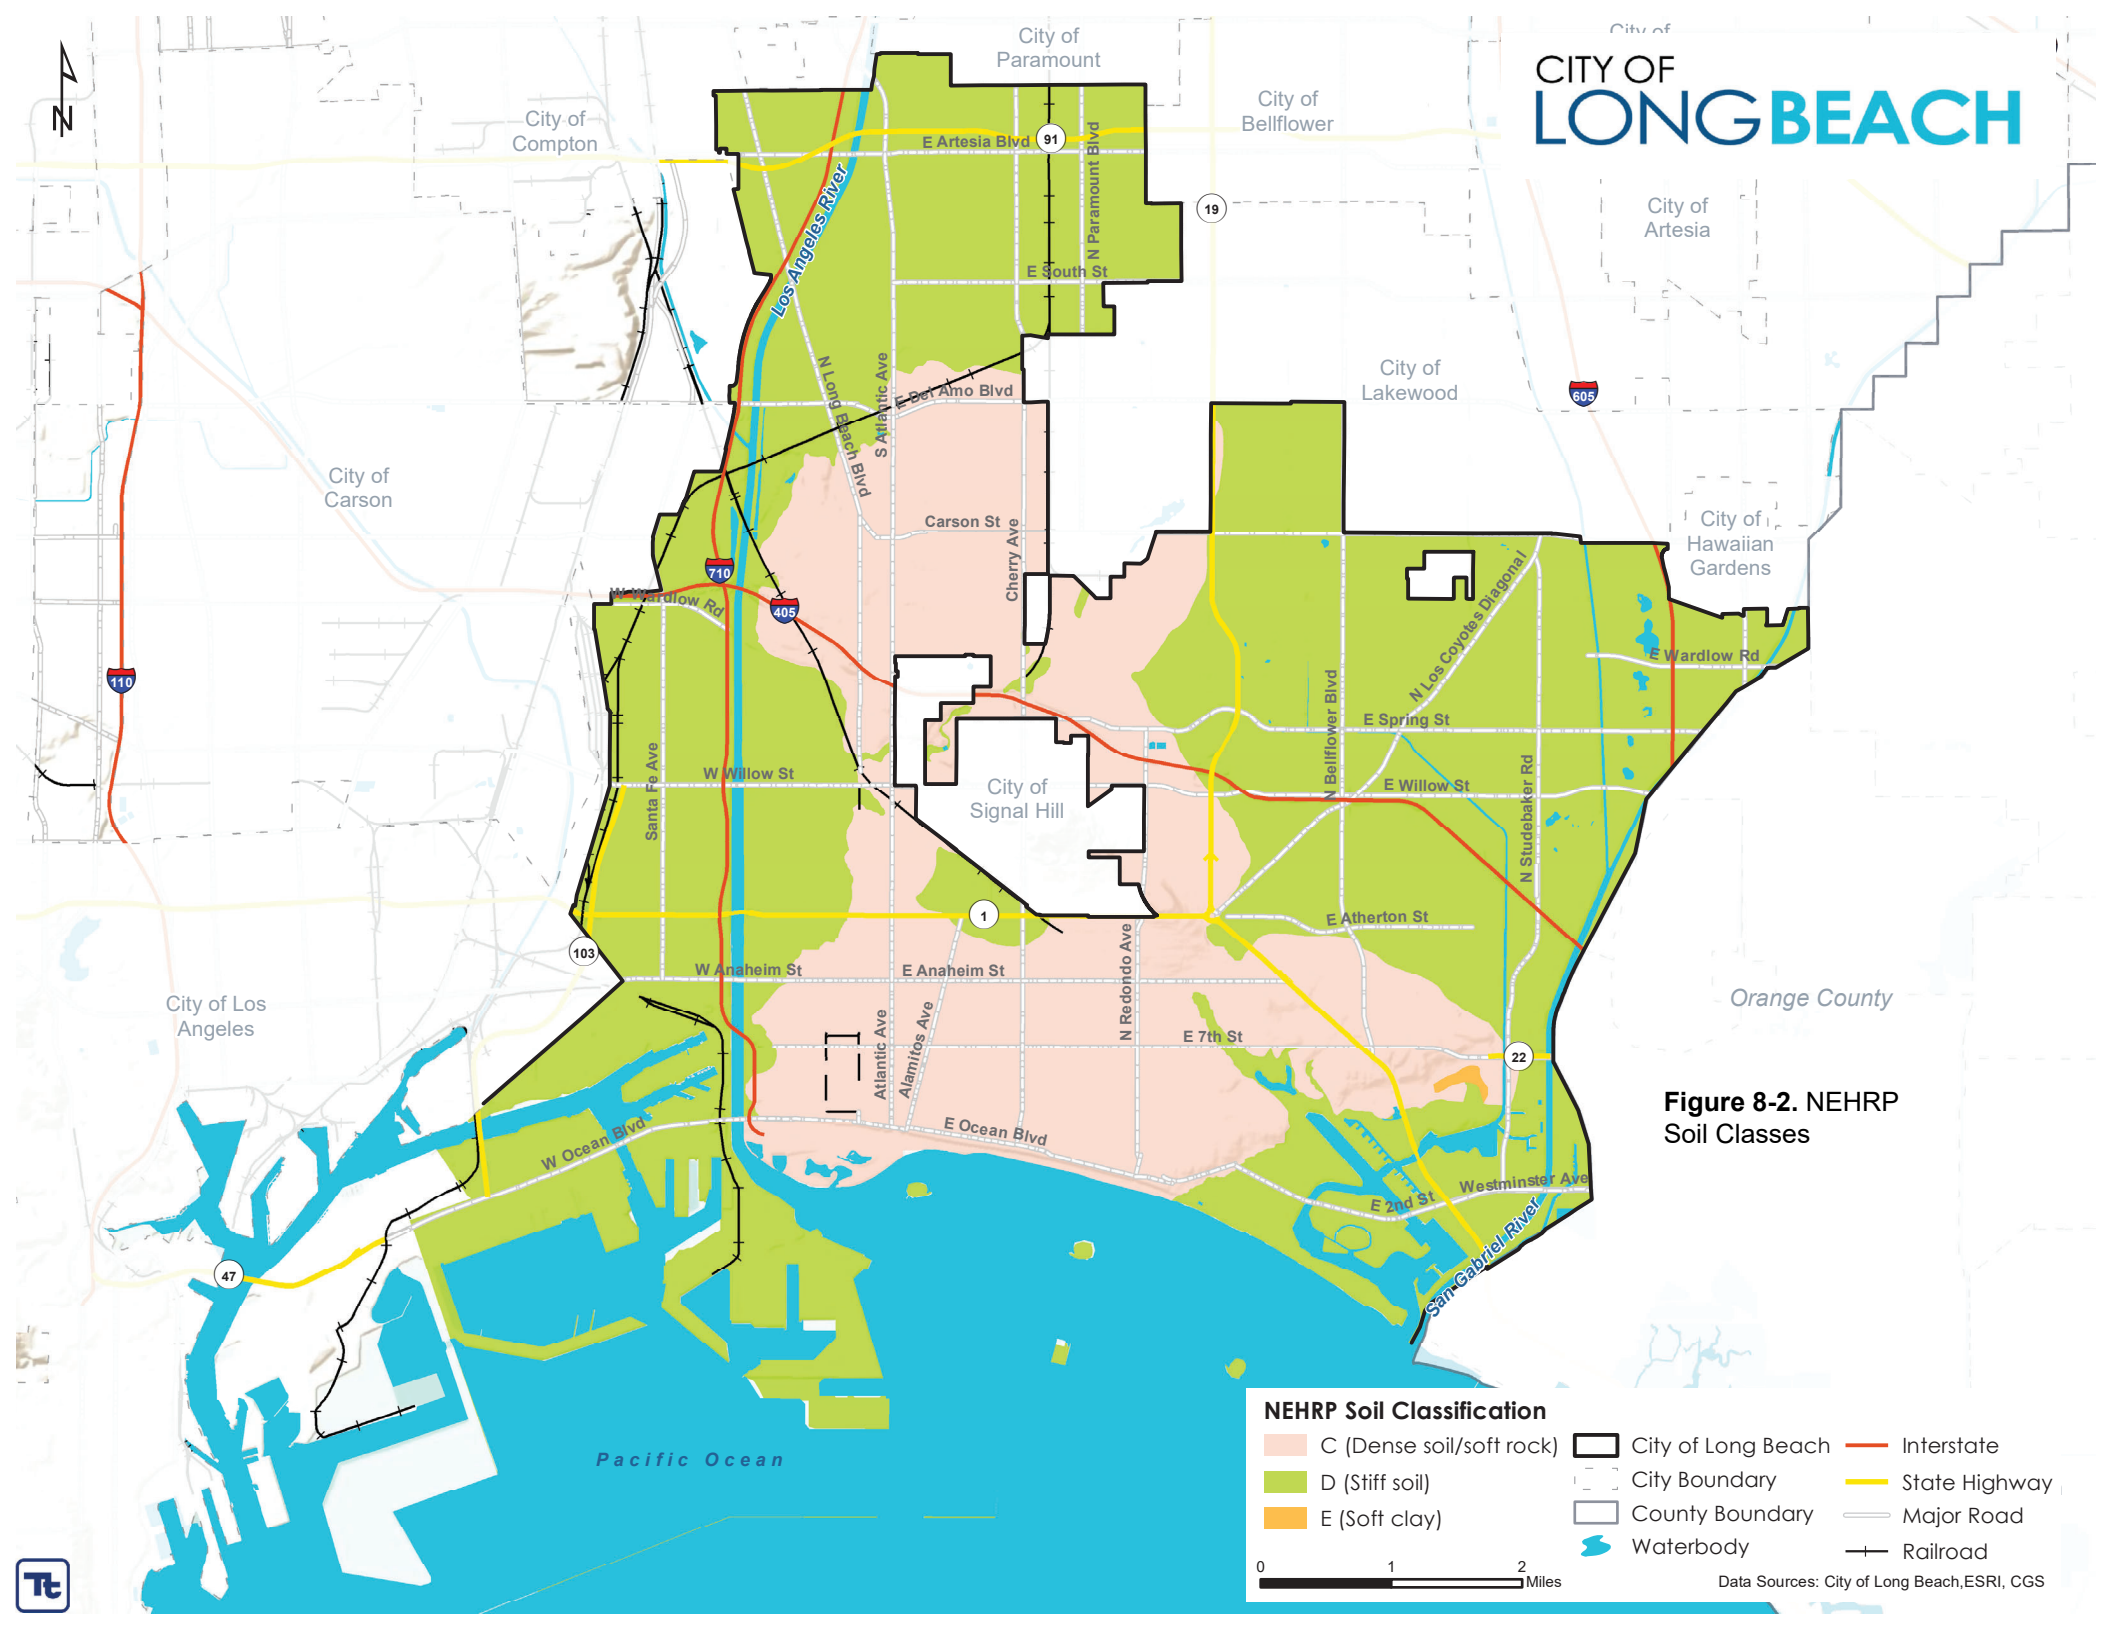 City of
Paramount
City of
CITY OF
LONG BEACH
N
City of
Compton
City of
Bellflower
E Artesia Blvd
91
N Paramount Blvd
Los Angeles River
19
City of
Artesia
E South St
City of
Lakewood
605
N Long Beach Blvd
S Atlantic Ave
E Del Amo Blvd
City of
Carson
Carson St
Cherry Ave
City of
Hawaiian
Gardens
710
405
W Wardlow Rd
N Los Coyotes Diagonal
E Wardlow Rd
110
N Bellflower Blvd
E Spring St
Santa Fe Ave
W Willow St
City of
Signal Hill
E Willow St
N Studebaker Rd
1
E Atherton St
103
W Anaheim St
E Anaheim St
N Redondo Ave
City of Los
Angeles
Orange County
Atlantic Ave
Alamitos Ave
E 7th St
22
Figure 8-2. NEHRP
Soil Classes
W Ocean Blvd
E Ocean Blvd
E 2nd St
Westminster Ave
San Gabriel River
47
Pacific Ocean
NEHRP Soil Classification
C (Dense soil/soft rock)
D (Stiff soil)
E (Soft clay)
City of Long Beach
City Boundary
County Boundary
Waterbody
Interstate
State Highway
Major Road
Railroad
0 1 2
Miles
Data Sources: City of Long Beach,ESRI, CGS
Tt